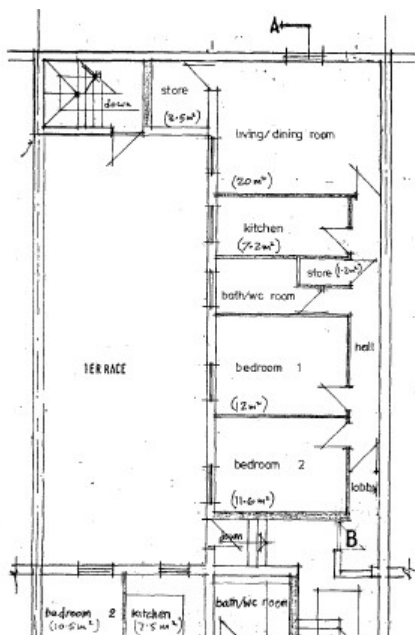 A
store
down
(2.5m²)
living/dining room
(20m²)
kitchen
(7.2m²)
store (1.2m²)
bath/wc room
hall
TERRACE
bedroom 1
(12m²)
bedroom 2
(11.6m²)
lobby
down
B
bedroom 2
(10.5m²)
kitchen
(7.5m²)
bath/wc room